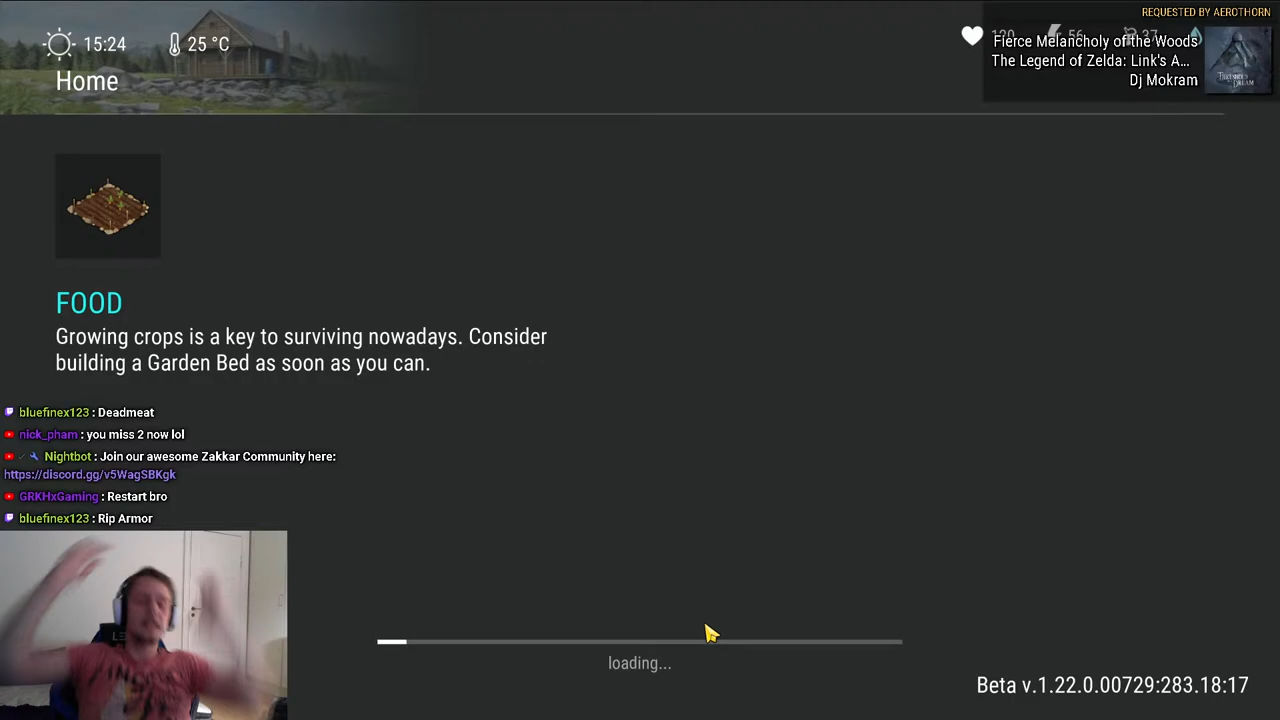 REQUESTED BY AEROTHORN
15:24
25 °C
120
56
37
Fierce Melancholy of the Woods
The Legend of Zelda: Link's A...
Dj Mokram
Home
FOOD
Growing crops is a key to surviving nowadays. Consider
building a Garden Bed as soon as you can.
bluefinex123 : Deadmeat
nick_pham : you miss 2 now lol
Nightbot : Join our awesome Zakkar Community here:
https://discord.gg/v5WagSBKgk
GRKHxGaming : Restart bro
bluefinex123 : Rip Armor
loading...
Beta v.1.22.0.00729:283.18:17